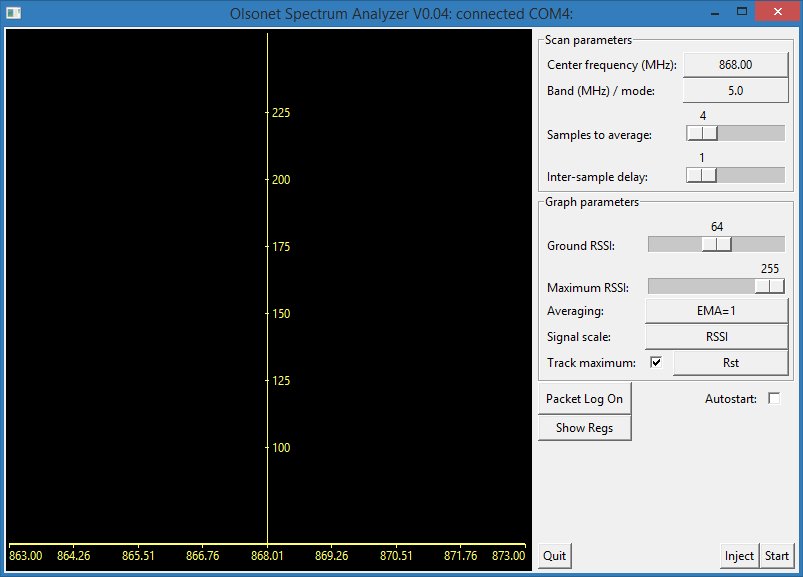 Olsonet Spectrum Analyzer V0.04: connected COM4:
225
200
175
150
125
100
863.00 864.26 865.51 866.76 868.01 869.26 870.51 871.76 873.00
Scan parameters
Center frequency (MHz): 868.00
Band (MHz) / mode: 5.0
4
Samples to average:
1
Inter-sample delay:
Graph parameters
64
Ground RSSI:
255
Maximum RSSI:
Averaging: EMA=1
Signal scale: RSSI
Track maximum: Rst
Packet Log On Autostart:
Show Regs
Quit Inject Start